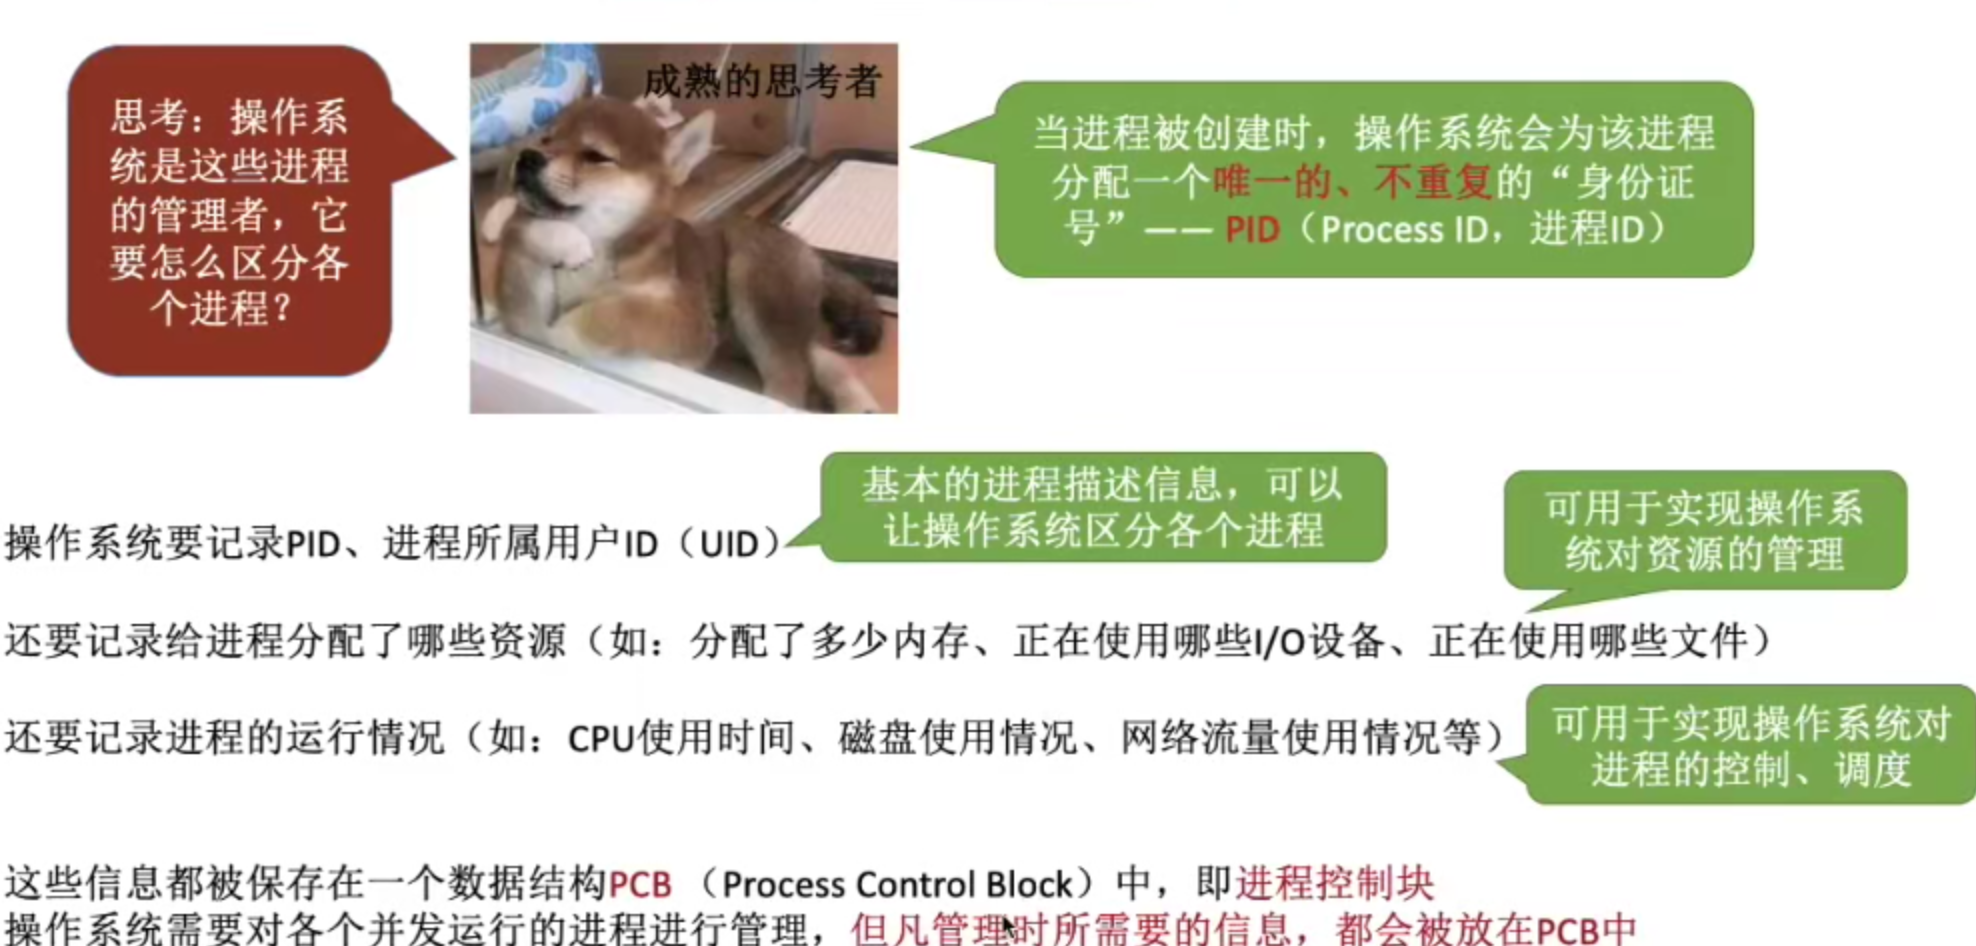 思考：操作系
统是这些进程
的管理者，它
要怎么区分各
个进程？
成熟的思考者
当进程被创建时，操作系统会为该进程
分配一个唯一的、不重复的“身份证
号”—— PID（Process ID，进程ID）
基本的进程描述信息，可以
让操作系统区分各个进程
操作系统要记录PID、进程所属用户ID（UID）
可用于实现操作系
统对资源的管理
还要记录给进程分配了哪些资源（如：分配了多少内存、正在使用哪些I/O设备、正在使用哪些文件）
还要记录进程的运行情况（如：CPU使用时间、磁盘使用情况、网络流量使用情况等）
可用于实现操作系统对
进程的控制、调度
这些信息都被保存在一个数据结构PCB （Process Control Block）中，即进程控制块
操作系统需要对各个并发运行的进程进行管理，但凡管理时所需要的信息，都会被放在PCB中